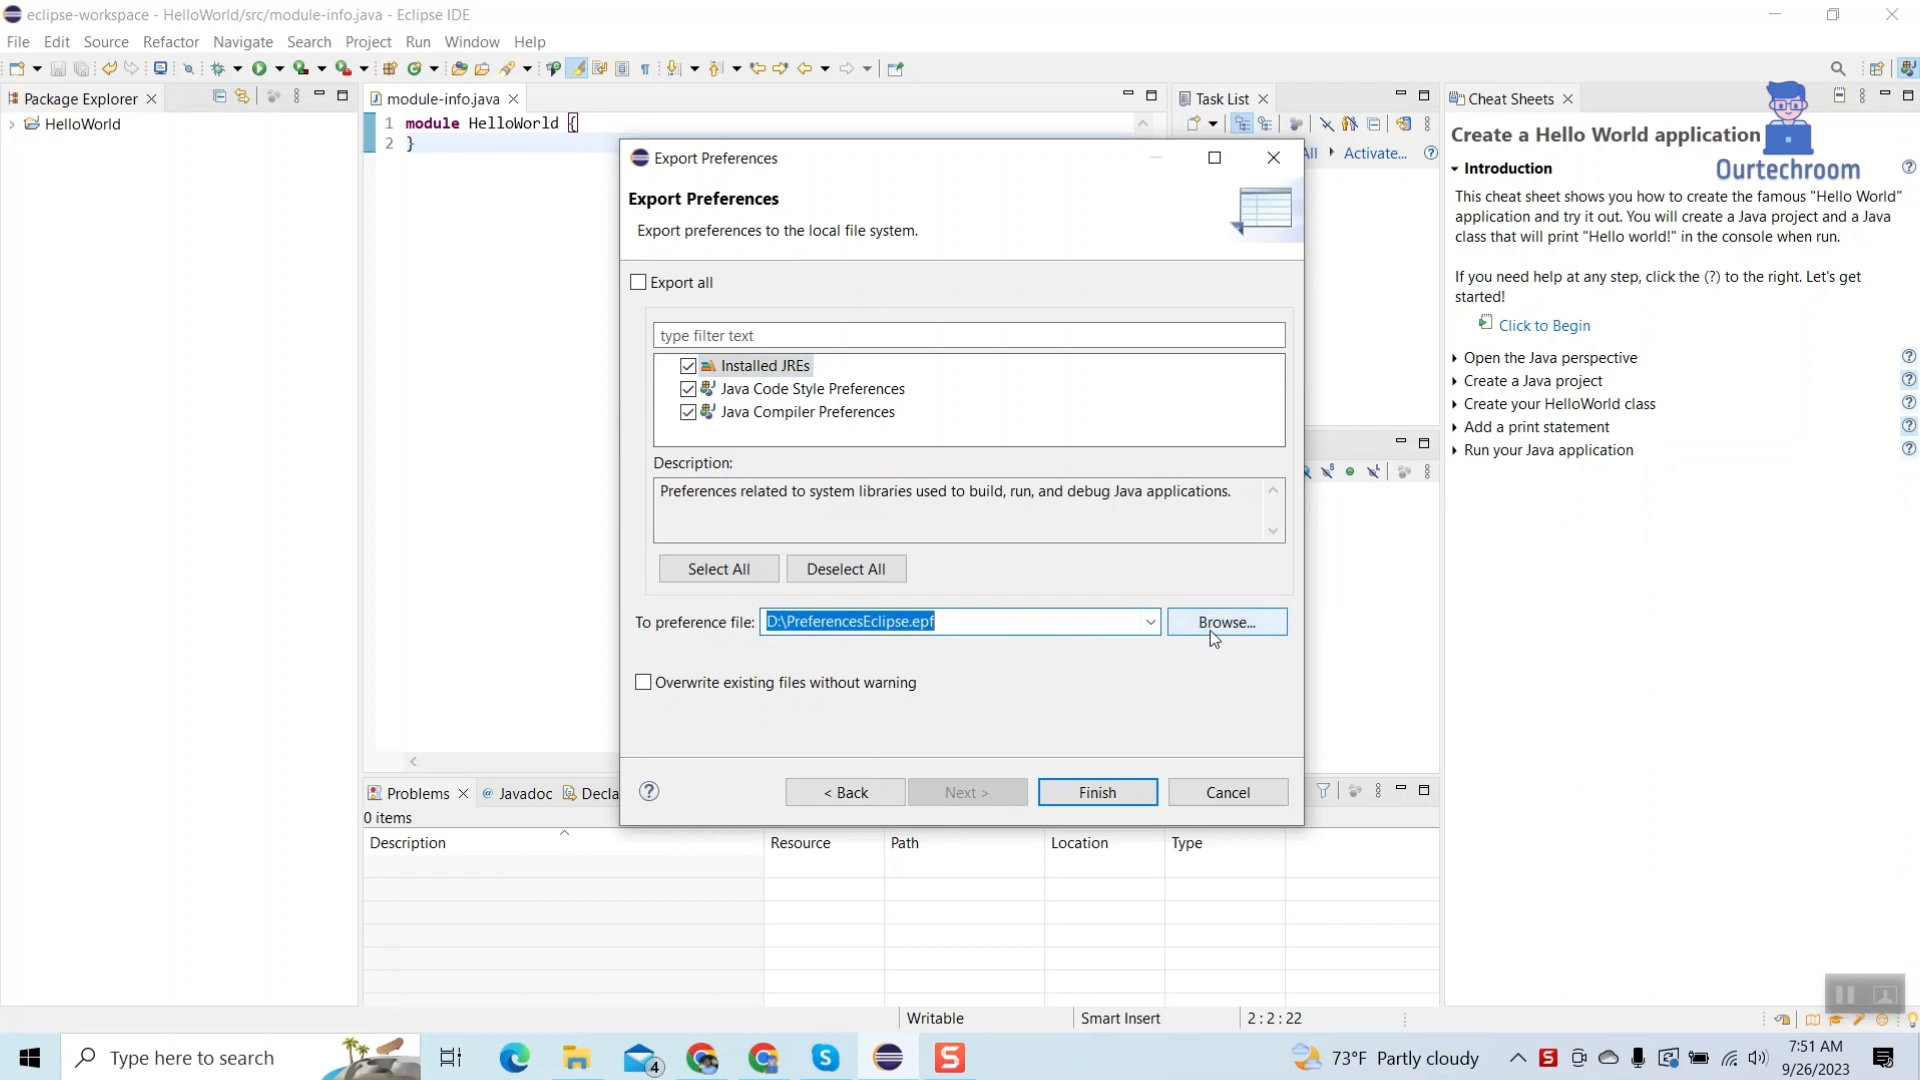 eclipse-workspace - HelloWorld/src/module-info.java - Eclipse IDE
File Edit Source Refactor Navigate Search Project Run Window Help
Package Explorer
HelloWorld
module-info.java
1 module HelloWorld {
2 }
Task List
All Activate...
Cheat Sheets
Create a Hello World application
Ourtechroom
Introduction
This cheat sheet shows you how to create the famous "Hello World"
application and try it out. You will create a Java project and a Java
class that will print "Hello world!" in the console when run.
If you need help at any step, click the (?) to the right. Let's get
started!
Click to Begin
Open the Java perspective
Create a Java project
Create your HelloWorld class
Add a print statement
Run your Java application
Export Preferences
Export Preferences
Export preferences to the local file system.
Export all
type filter text
Installed JREs
Java Code Style Preferences
Java Compiler Preferences
Description:
Preferences related to system libraries used to build, run, and debug Java applications.
Select All Deselect All
To preference file: D:\PreferencesEclipse.epf Browse...
Overwrite existing files without warning
? < Back Next > Finish Cancel
Problems @ Javadoc Decla
0 items
Description Resource Path Location Type
Writable Smart Insert 2 : 2 : 22
Type here to search
4
S
S
73°F Partly cloudy
S
7:51 AM
9/26/2023